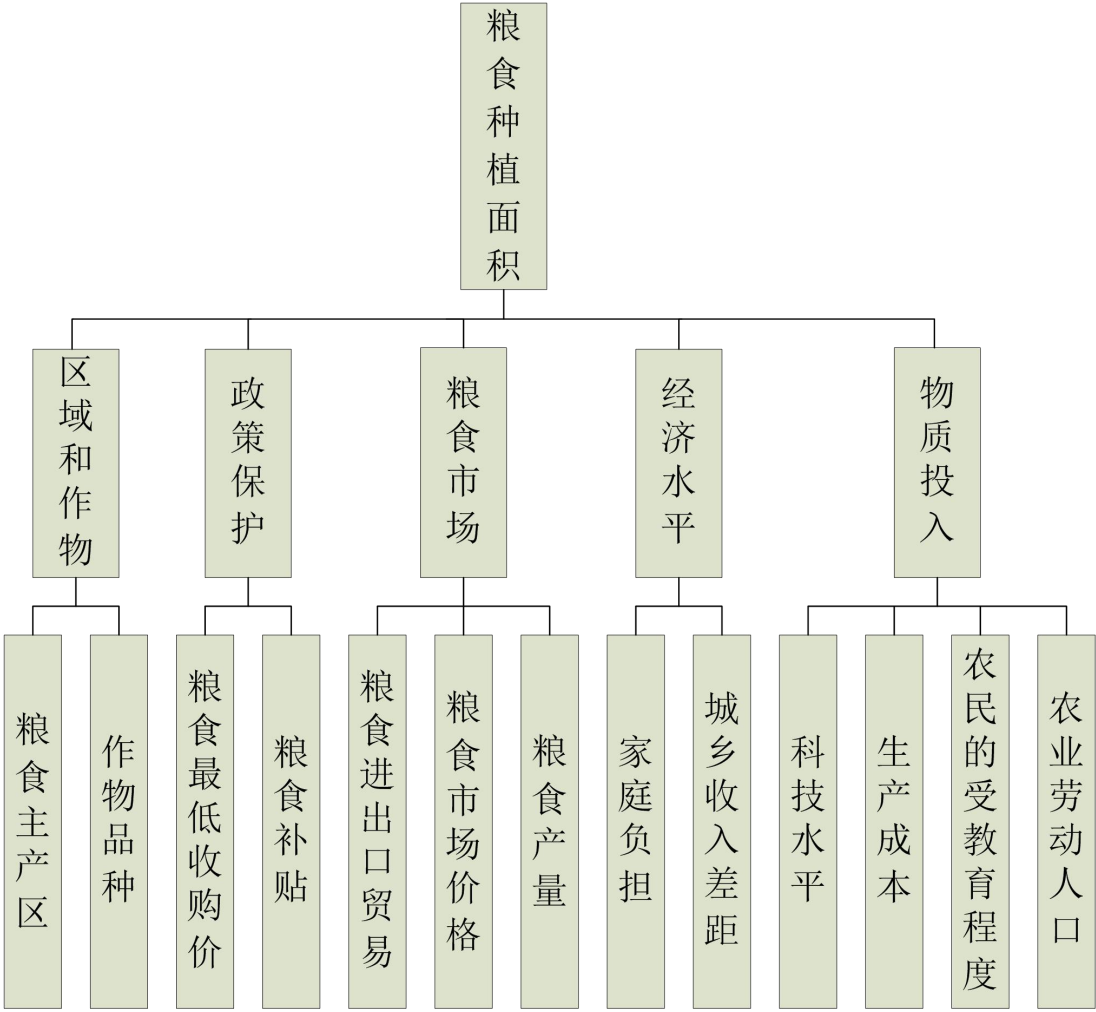 粮食种植面积
区域和作物
政策保护
粮食市场
经济水平
物质投入
粮食主产区
作物品种
粮食最低收购价
粮食补贴
粮食进出口贸易
粮食市场价格
粮食产量
家庭负担
城乡收入差距
科技水平
生产成本
农民的受教育程度
农业劳动人口